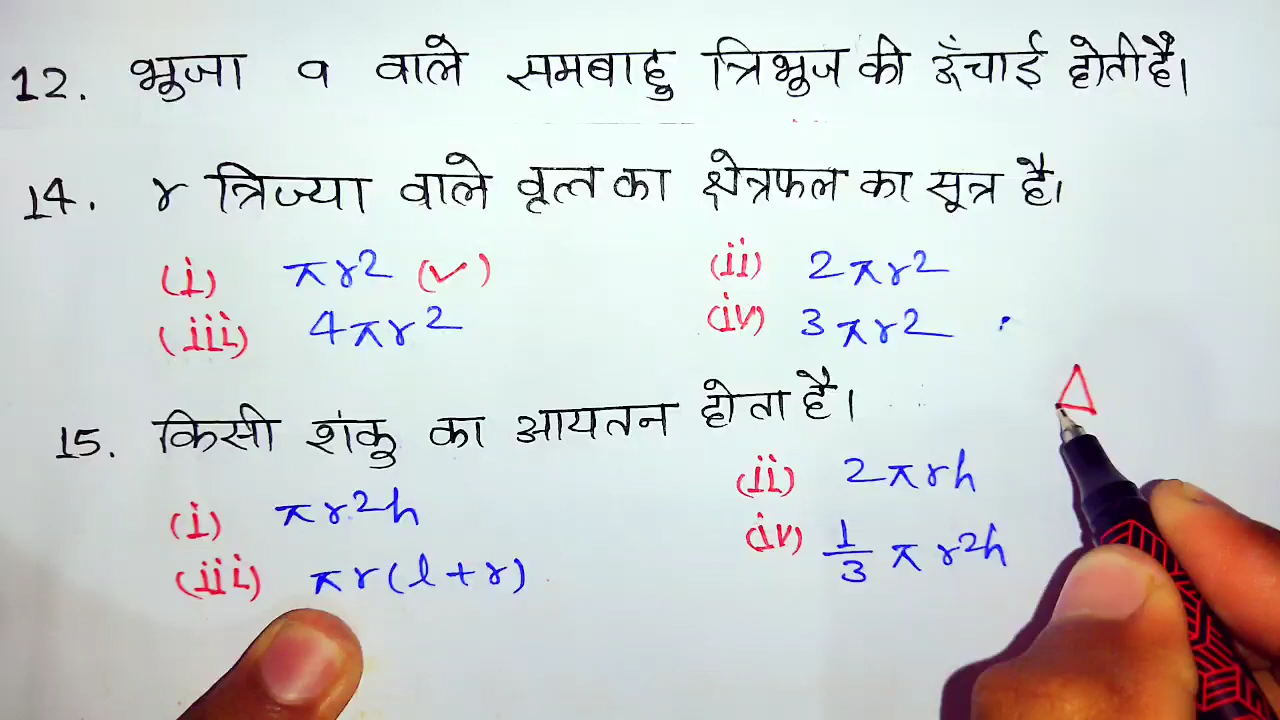 12. भुजा a वाले समबाहु त्रिभुज की ऊँचाई होती है।
14. r त्रिज्या वाले वृत्त का क्षेत्रफल का सूत्र है।
(i) πr2 (✓) (ii) 2πr2
(iii) 4πr2 (iv) 3πr2
15. किसी शंकु का आयतन होता है।
(i) πr2h (ii) 2πrh
(iii) πr(l+r) (iv) 1/3 πr2h